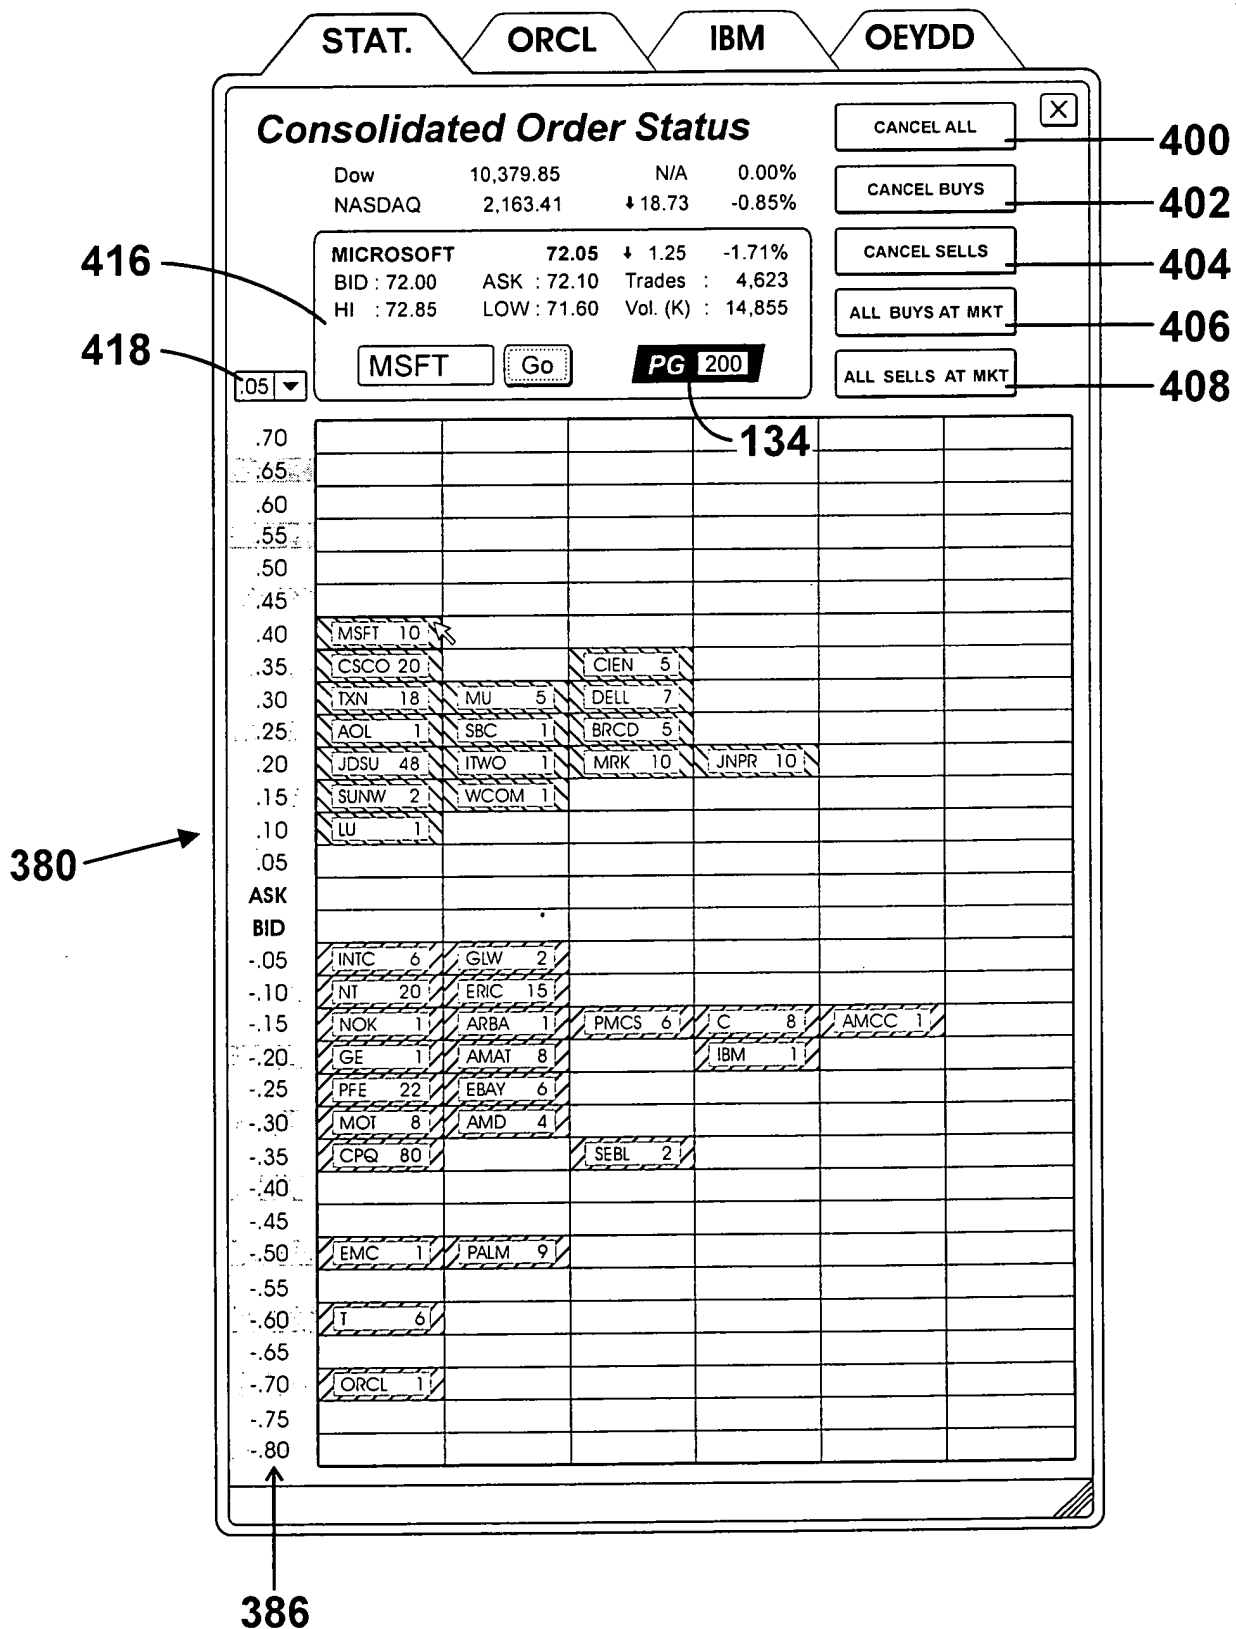 STAT. ORCL IBM OEYDD
Consolidated Order Status
CANCEL ALL
X
400
Dow 10,379.85 N/A 0.00%
CANCEL BUYS
402
NASDAQ 2,163.41 ↓ 18.73 -0.85%
416
MICROSOFT 72.05 ↓ 1.25 -1.71%
CANCEL SELLS
404
BID : 72.00 ASK : 72.10 Trades : 4,623
HI : 72.85 LOW : 71.60 Vol. (K) : 14,855
ALL BUYS AT MKT
406
418
.05
MSFT Go PG 200
ALL SELLS AT MKT
408
134
.70
.65
.60
.55
.50
.45
.40 MSFT 10
.35 CSCO 20 CIEN 5
.30 TXN 18 MU 5 DELL 7
.25 AOL 1 SBC 1 BRCD 5
.20 JDSU 48 ITWO 1 MRK 10 JNPR 10
.15 SUNW 2 WCOM 1
.10 LU 1
380
.05
ASK
BID
-.05 INTC 6 GLW 2
-.10 NT 20 ERIC 15
-.15 NOK 1 ARBA 1 PMCS 6 C 8 AMCC 1
-.20 GE 1 AMAT 8 IBM 1
-.25 PFE 22 EBAY 6
-.30 MOT 8 AMD 4
-.35 CPQ 80 SEBL 2
-.40
-.45
-.50 EMC 1 PALM 9
-.55
-.60 T 6
-.65
-.70 ORCL 1
-.75
-.80
386